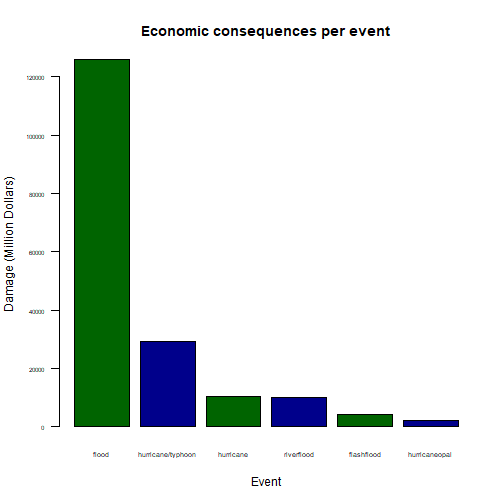 Economic consequences per event
Damage (Million Dollars)
120000
100000
80000
60000
40000
20000
0
flood hurricane/typhoon hurricane riverflood flashflood hurricaneopal
Event